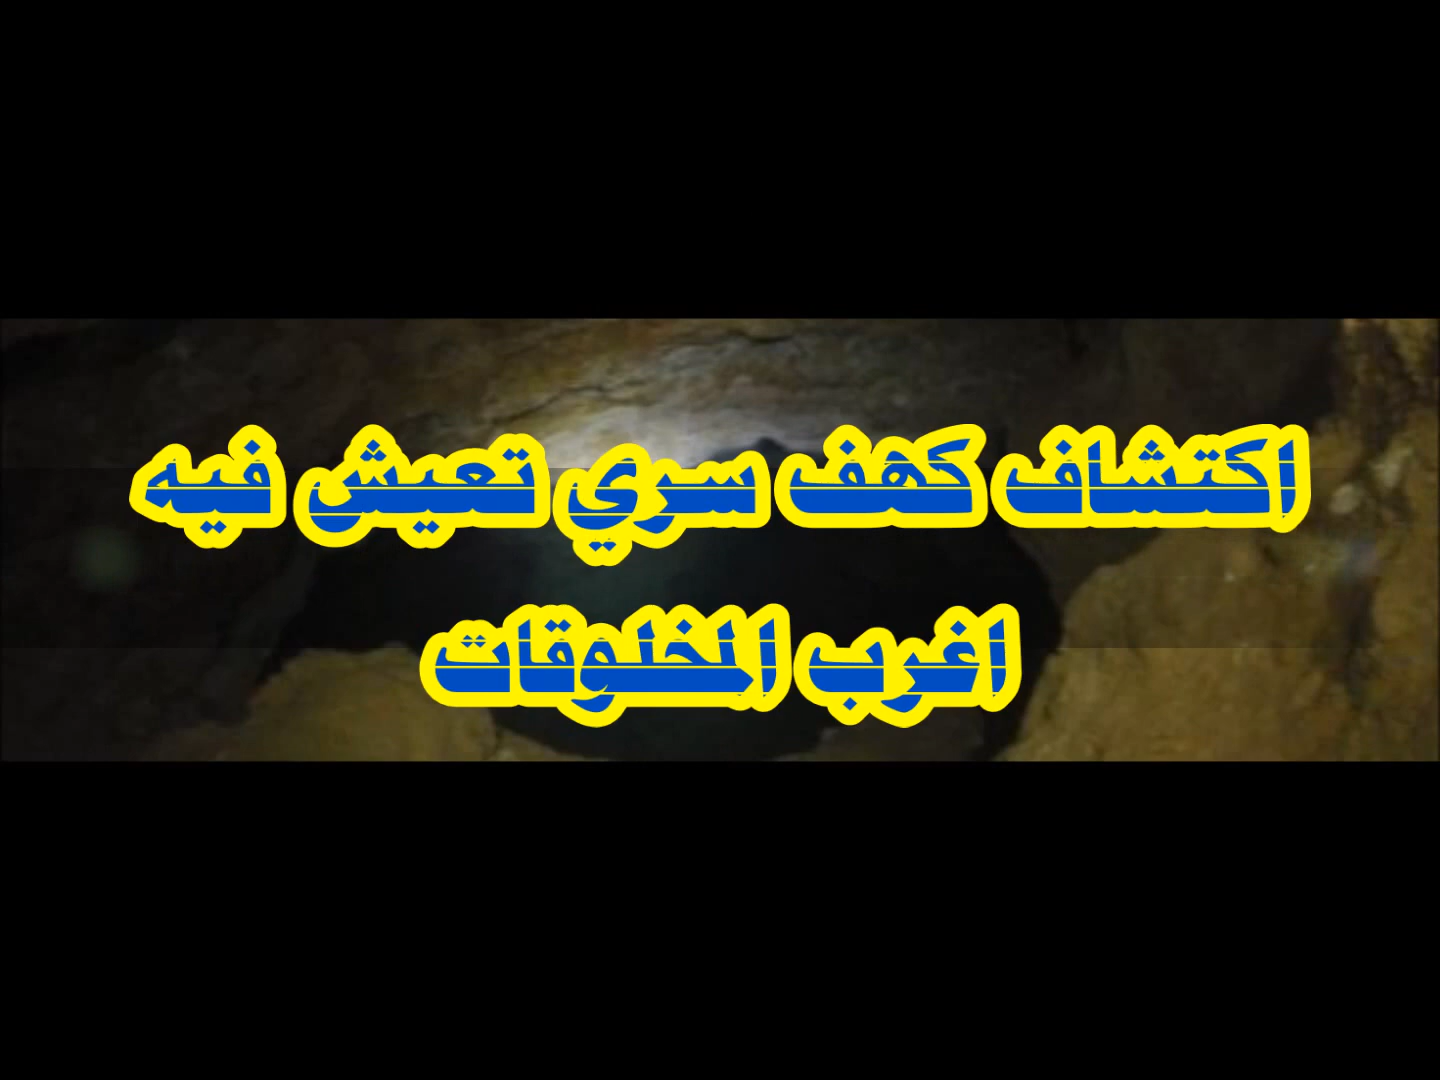 اكتشاف كهف سري تعيش فيه
اغرب المخلوقات